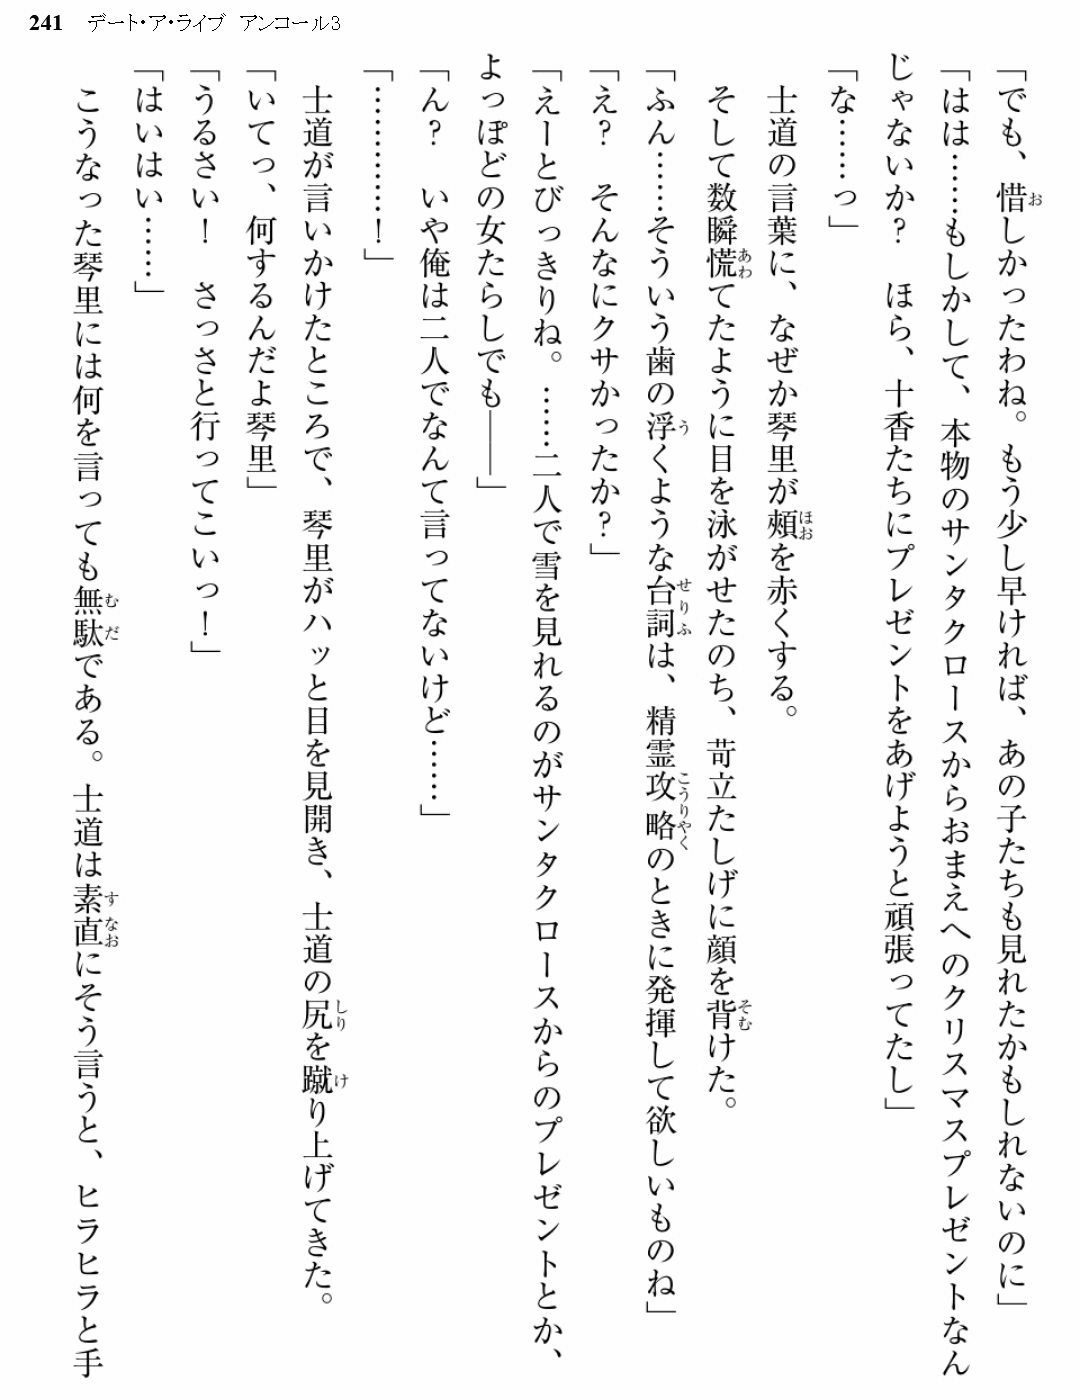 241 デート・ア・ライブ アンコール3
「でも、惜しかったわね。もう少し早ければ、あの子たちも見れたかもしれないのに」
「はは……もしかして、本物のサンタクロースからおまえへのクリスマスプレゼントなん
じゃないか? ほら、十香たちにプレゼントをあげようと頑張ってたし」
「な……っ」
士道の言葉に、なぜか琴里が頰を赤くする。
そして数瞬慌てたように目を泳がせたのち、苛立たしげに顔を背けた。
「ふん……そういう歯の浮くような台詞は、精霊攻略のときに発揮して欲しいものね」
「え? そんなにクサかったか?」
「えーとびっきりね。……二人で雪を見れるのがサンタクロースからのプレゼントとか、
よっぽどの女たらしでも――」
「ん? いや俺は二人でなんて言ってないけど……」
「…………!」
士道が言いかけたところで、琴里がハッと目を見開き、士道の尻を蹴り上げてきた。
「いてっ、何するんだよ琴里」
「うるさい! さっさと行ってこいっ!」
「はいはい……」
こうなった琴里には何を言っても無駄である。士道は素直にそう言うと、ヒラヒラと手